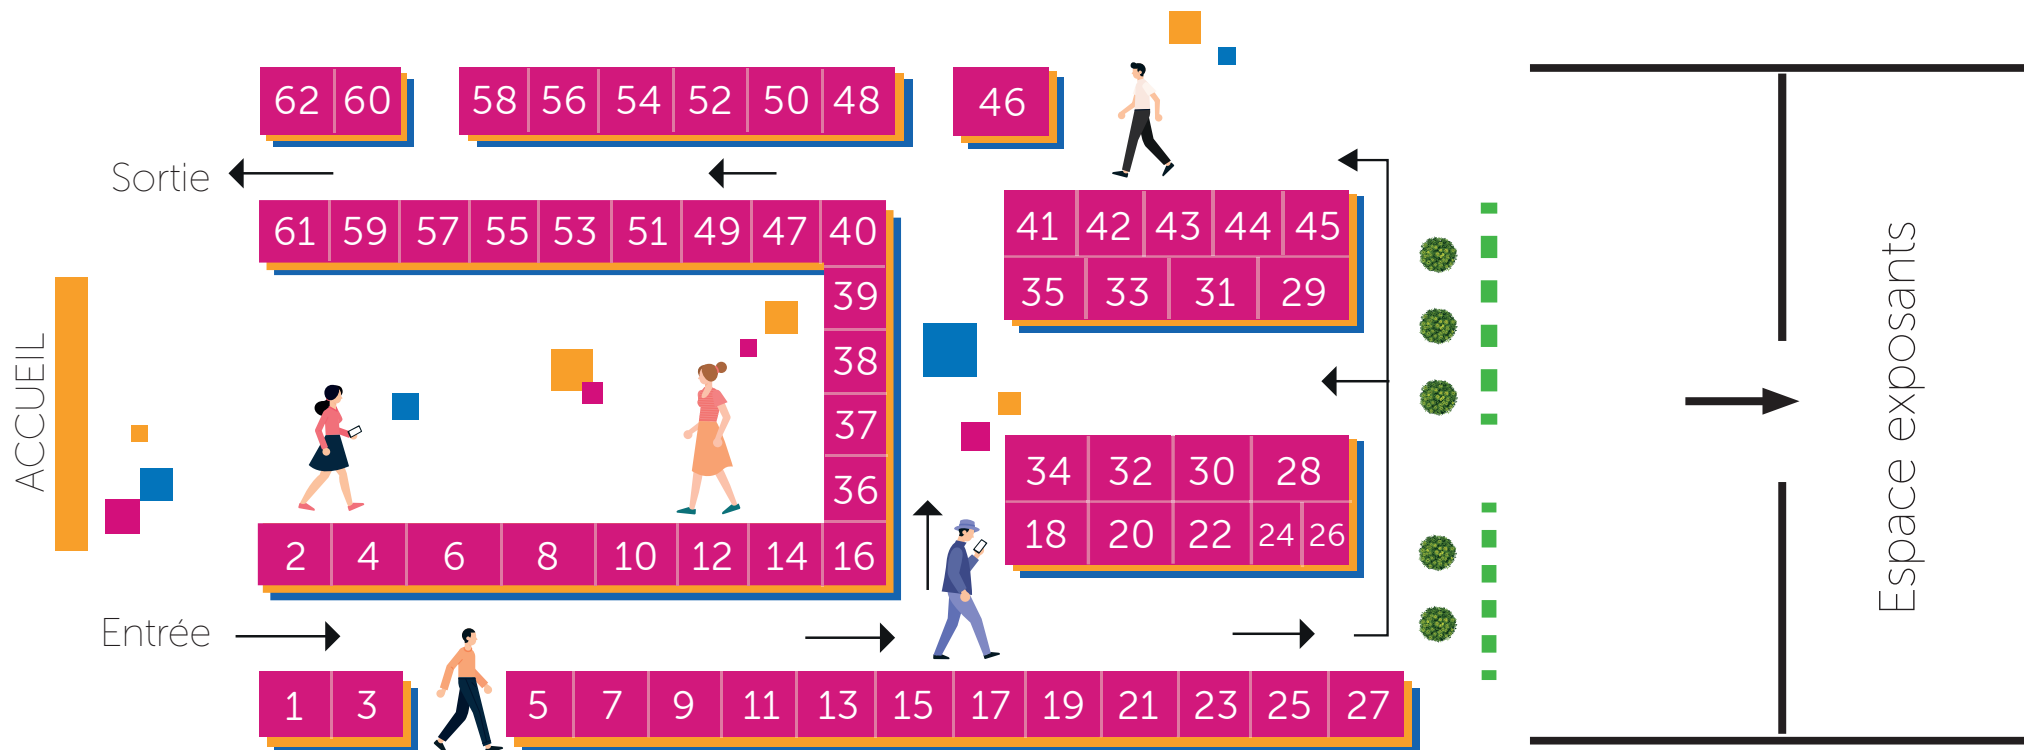 62 60 58 56 54 52 50 48 46
Sortie
61 59 57 55 53 51 49 47 40
41 42 43 44 45
39
35 33 31 29
38
37
36
34 32 30 28
18 20 22 24 26
2 4 6 8 10 12 14 16
Entrée
1 3 5 7 9 11 13 15 17 19 21 23 25 27
ACCUEIL
Espace exposants